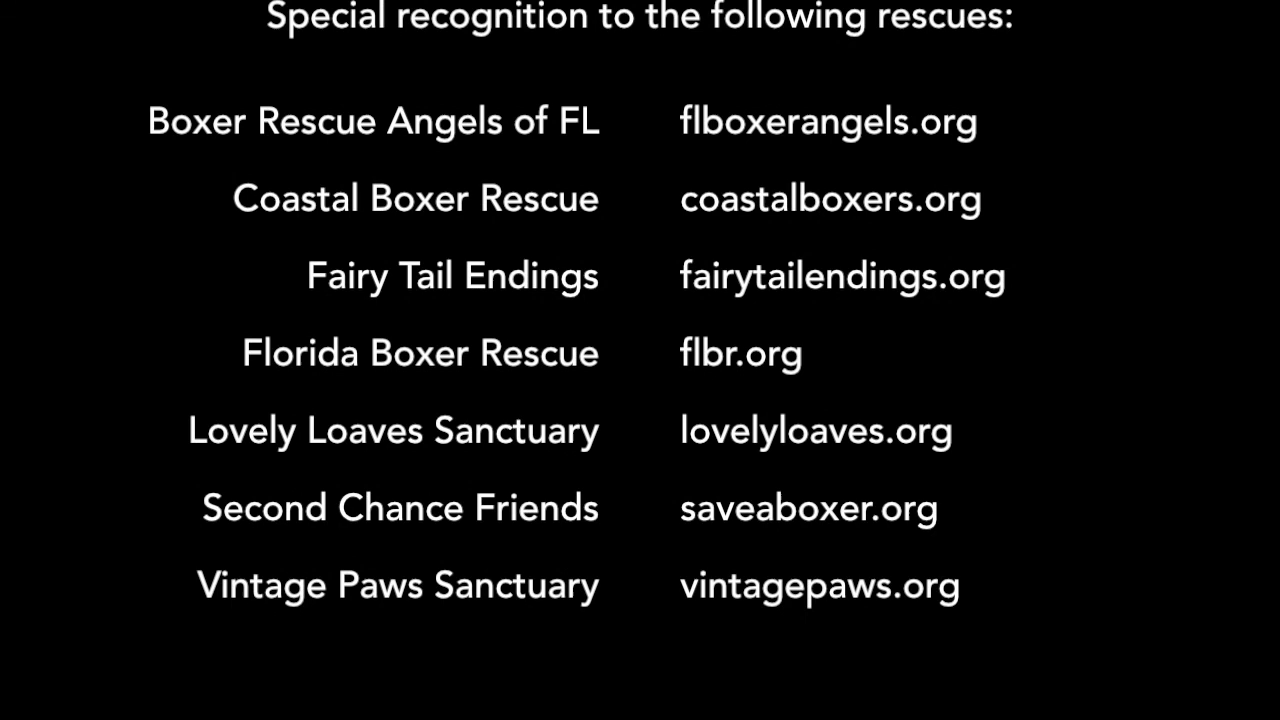 Special recognition to the following rescues:
Boxer Rescue Angels of FL flboxerangels.org
Coastal Boxer Rescue coastalboxers.org
Fairy Tail Endings fairytailendings.org
Florida Boxer Rescue flbr.org
Lovely Loaves Sanctuary lovelyloaves.org
Second Chance Friends saveaboxer.org
Vintage Paws Sanctuary vintagepaws.org